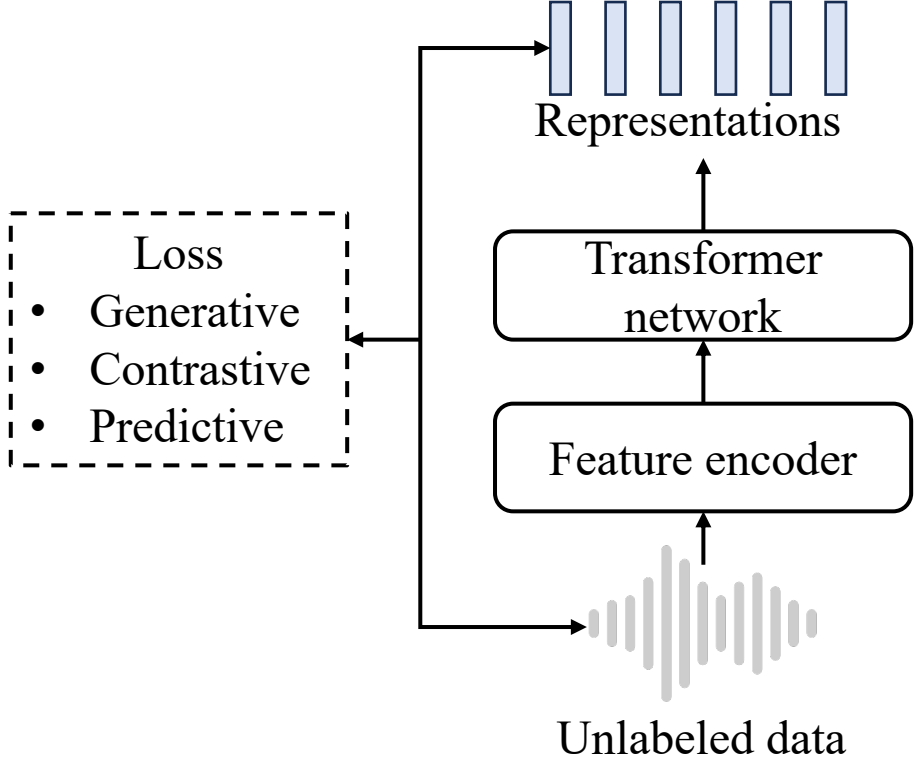 Representations
Transformer
network
Feature encoder
Unlabeled data
Loss
• Generative
• Contrastive
• Predictive